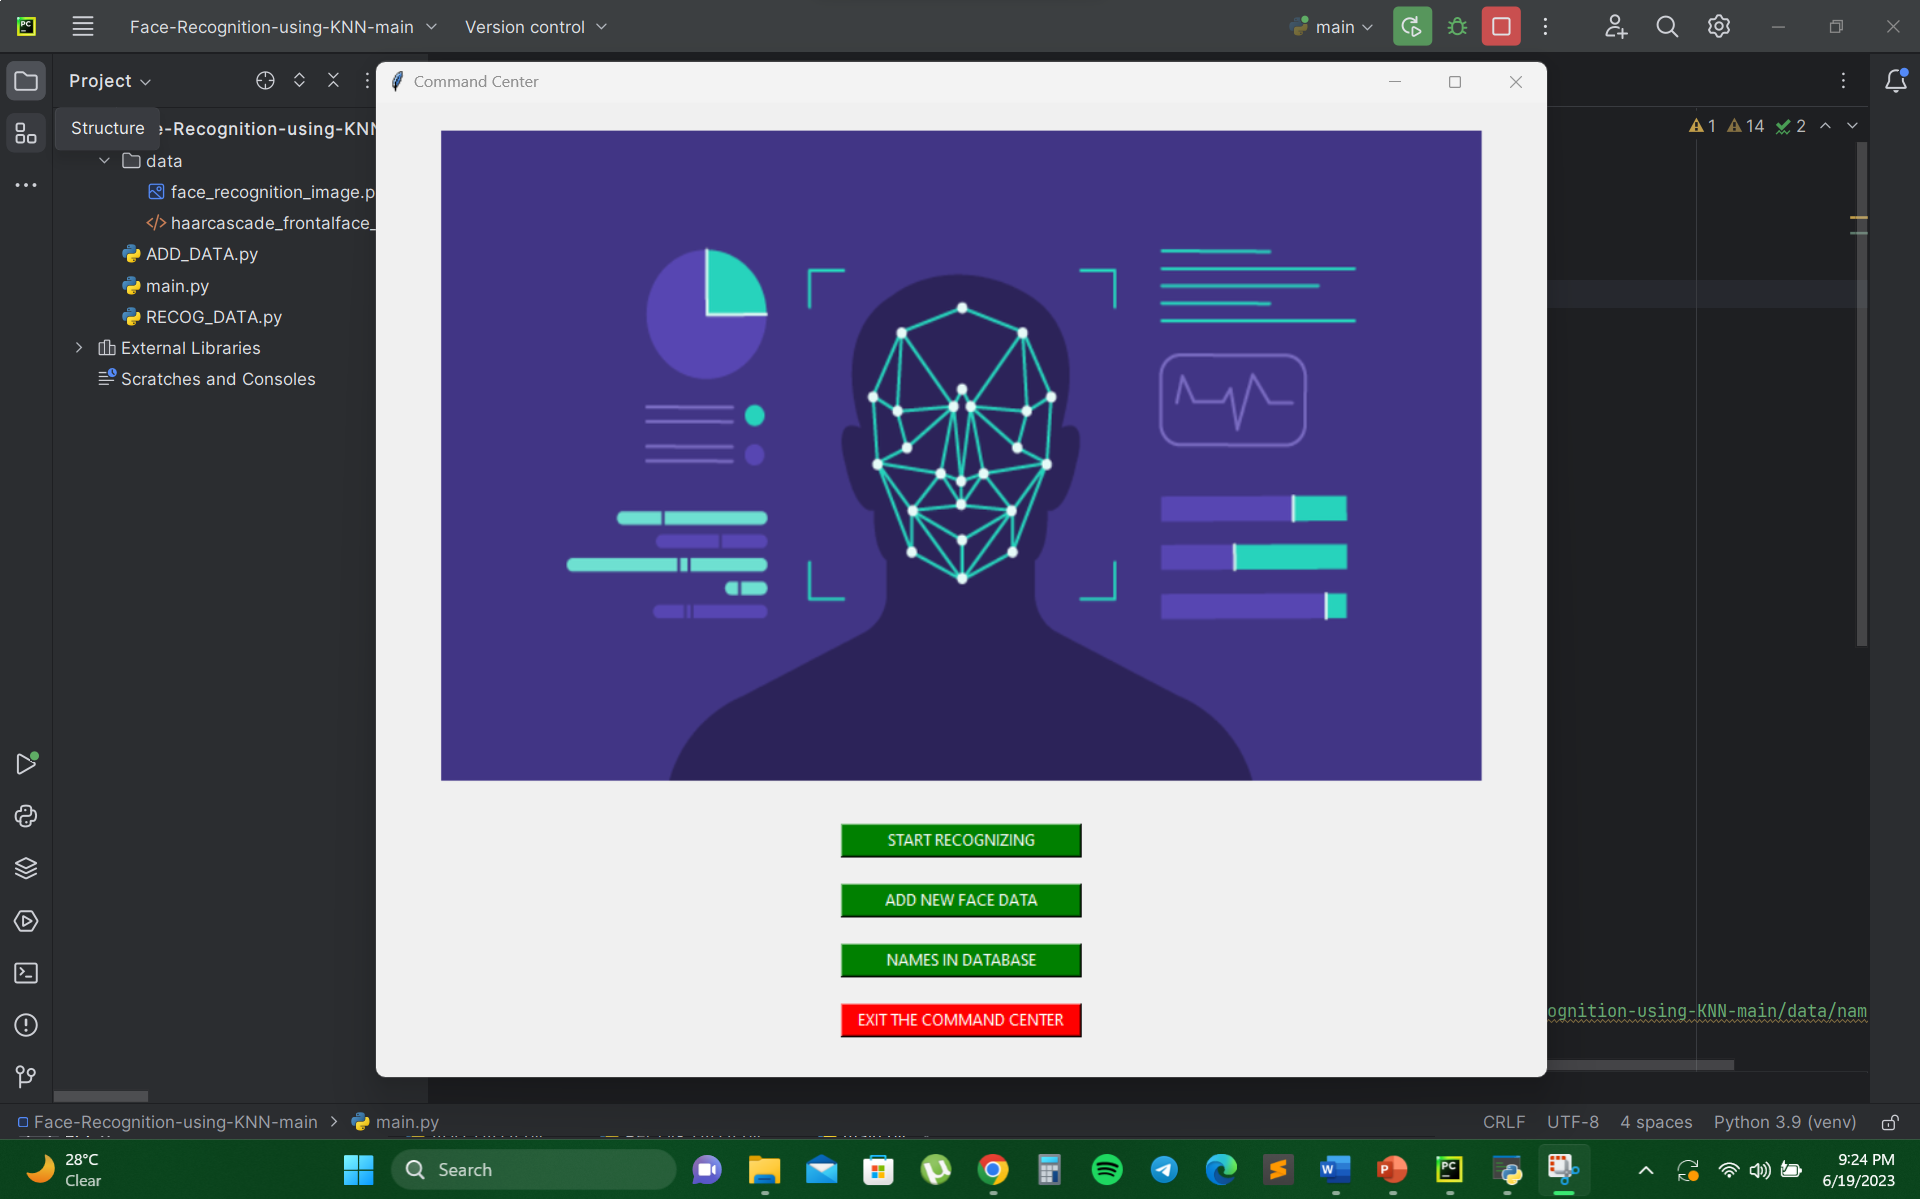 PC
Face-Recognition-using-KNN-main
Version control
main
Project
Command Center
Structure
e-Recognition-using-KNN
1
14
2
data
face_recognition_image.p
haarcascade_frontalface_
ADD_DATA.py
main.py
RECOG_DATA.py
External Libraries
Scratches and Consoles
START RECOGNIZING
ADD NEW FACE DATA
NAMES IN DATABASE
EXIT THE COMMAND CENTER
ognition-using-KNN-main/data/nam
Face-Recognition-using-KNN-main
main.py
CRLF
UTF-8
4 spaces
Python 3.9 (venv)
28°C
Clear
Search
PC
9:24 PM
6/19/2023